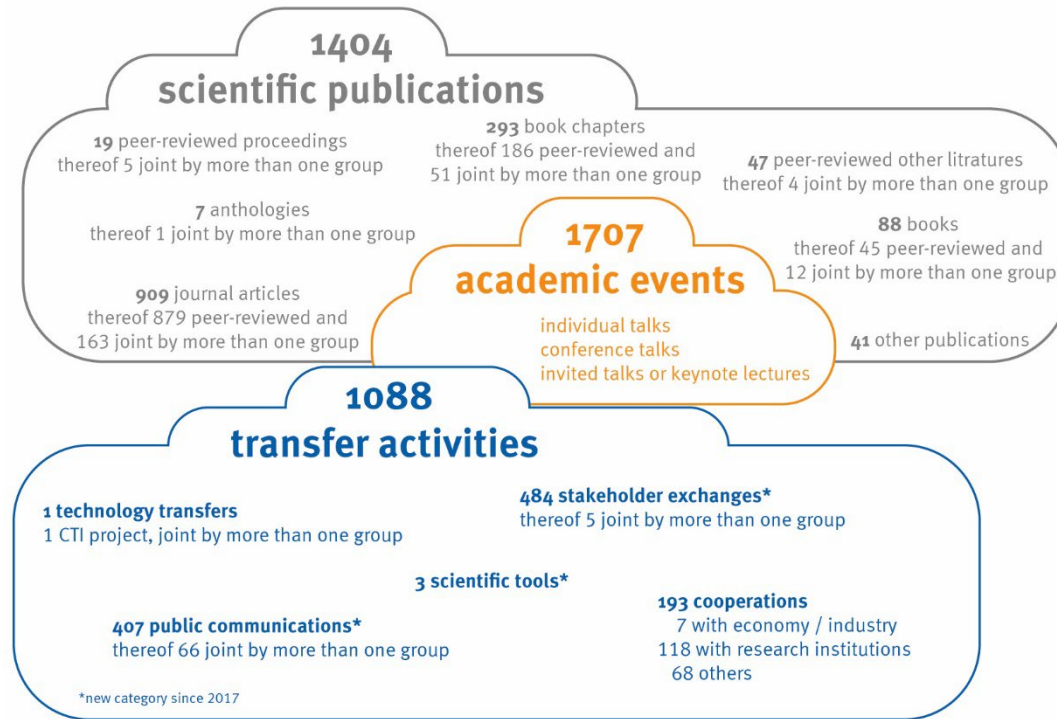 1404
scientific publications
19 peer-reviewed proceedings
thereof 5 joint by more than one group
293 book chapters
thereof 186 peer-reviewed and
51 joint by more than one group
47 peer-reviewed other litratures
thereof 4 joint by more than one group
7 anthologies
thereof 1 joint by more than one group
88 books
thereof 45 peer-reviewed and
12 joint by more than one group
909 journal articles
thereof 879 peer-reviewed and
163 joint by more than one group
41 other publications
1707
academic events
individual talks
conference talks
invited talks or keynote lectures
1088
transfer activities
1 technology transfers
1 CTI project, joint by more than one group
484 stakeholder exchanges*
thereof 5 joint by more than one group
3 scientific tools*
407 public communications*
thereof 66 joint by more than one group
193 cooperations
7 with economy / industry
118 with research institutions
68 others
*new category since 2017